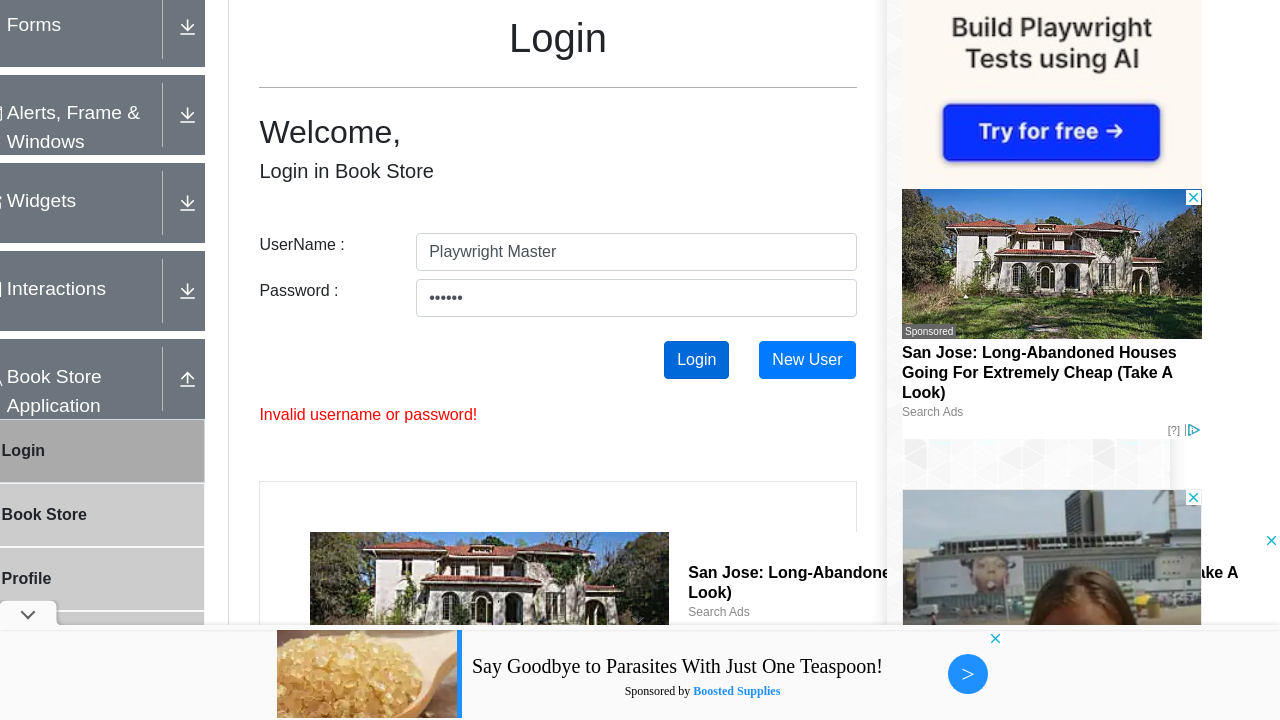 Forms
Alerts, Frame &
Windows
Widgets
Interactions
Book Store
Application
Login
Book Store
Profile
Login
Welcome,
Login in Book Store
UserName :
Playwright Master
Password :
••••••
Login
New User
Invalid username or password!
San Jose: Long-Abandone
Look)
Search Ads
ake A
Build Playwright
Tests using AI
Try for free →
Sponsored
San Jose: Long-Abandoned Houses
Going For Extremely Cheap (Take A
Look)
Search Ads
[?]
Say Goodbye to Parasites With Just One Teaspoon!
Sponsored by Boosted Supplies
>